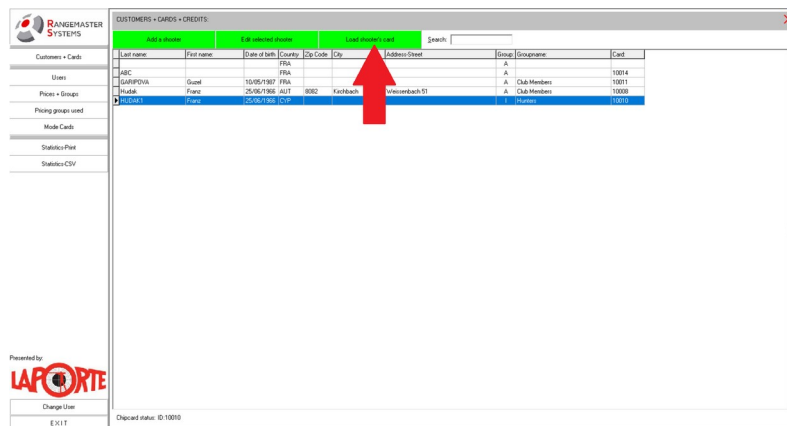 RANGEMASTER
SYSTEMS
CUSTOMERS + CARDS + CREDITS:
Add a shooter Edit selected shooter Load shooter's card Search:
Customers + Cards
Users
Prices + Groups
Pricing groups used
Mode Cards
Statistics-Print
Statistics-CSV
Last name: First name: Date of birth Country Zip Code City Address-Street Group Groupname: Card:
FRA A
ABC FRA A 10014
GARIPOVA Guzel 10/05/1987 FRA A Club Members 10011
Hudak Franz 25/06/1966 AUT 8082 Kirchbach Weissenbach 51 A Club Members 10008
HUDAK1 Franz 25/06/1966 CYP I Hunters 10010
Presented by:
LAPORTE
Change User
EXIT
Chipcard status: ID:10010